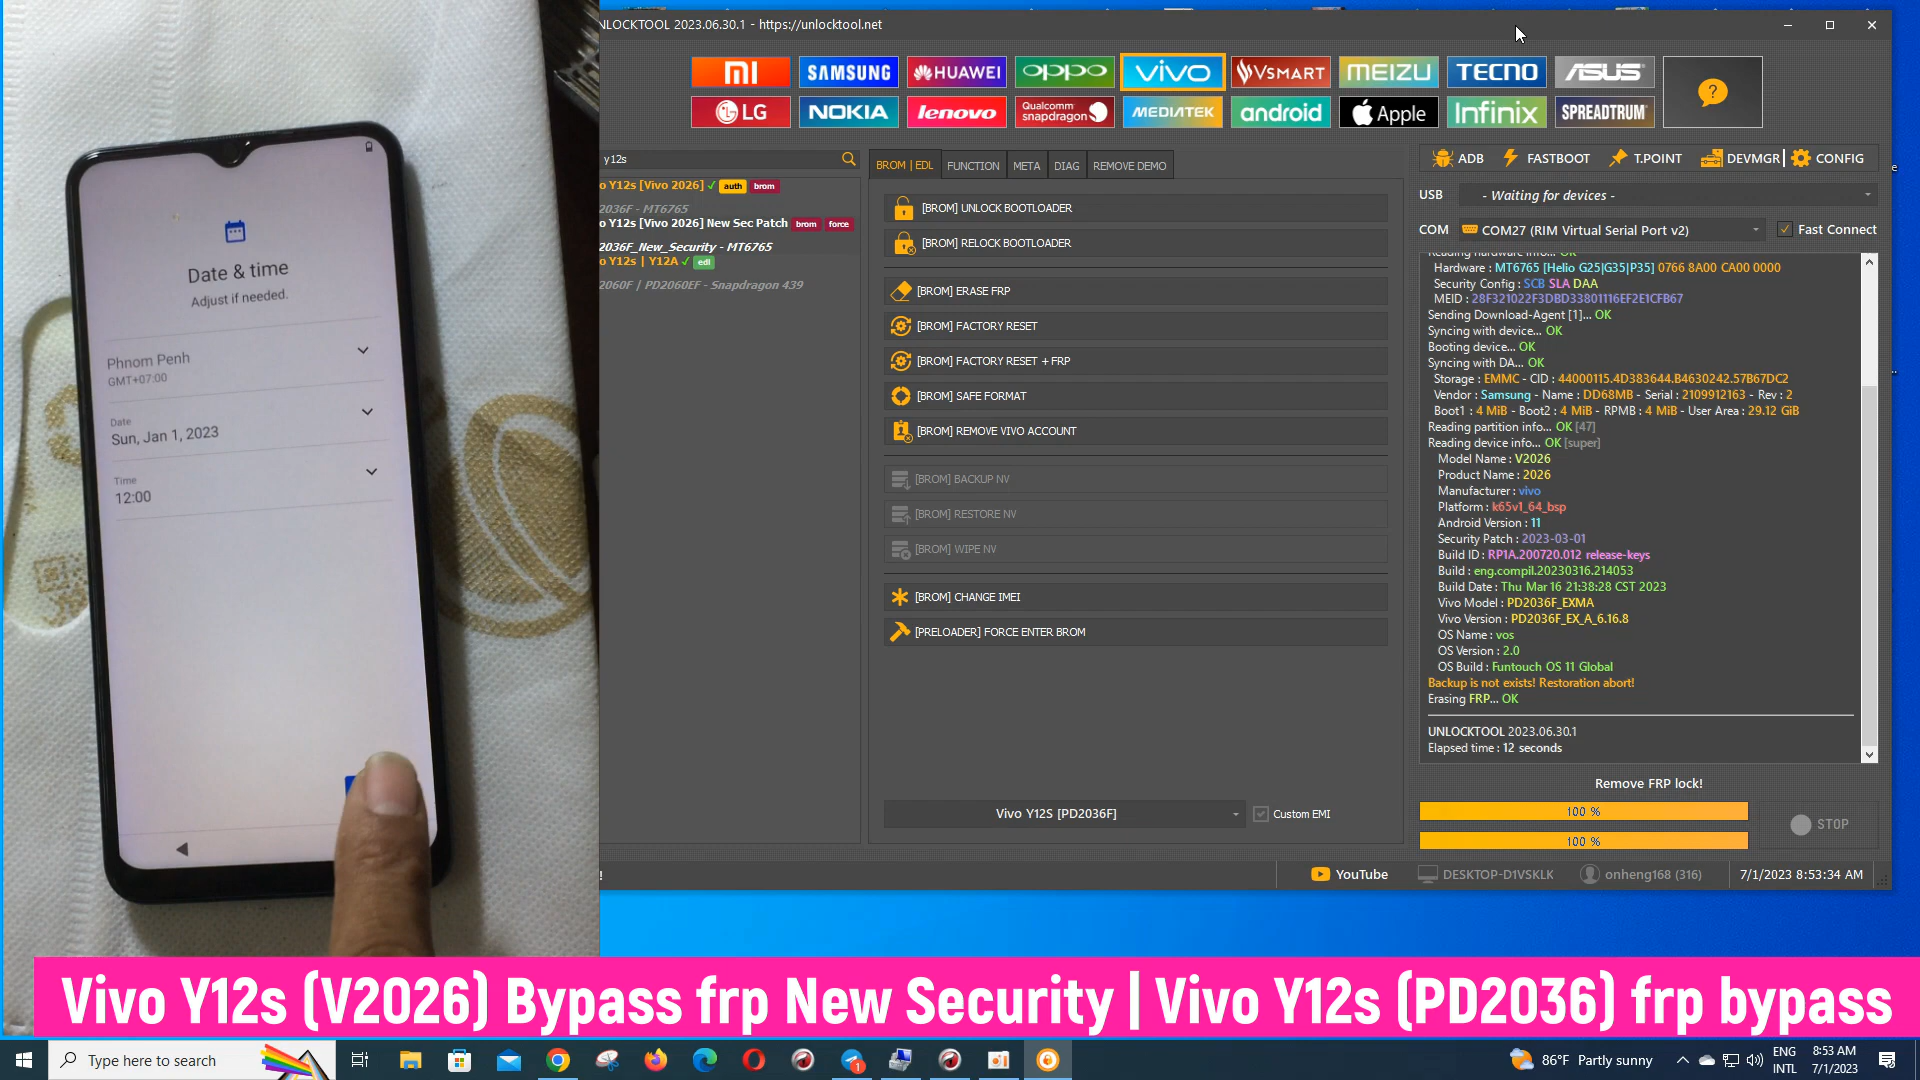 NLOCKTOOL 2023.06.30.1 - https://unlocktool.net
MI SAMSUNG HUAWEI oppo vivo VSMART MEIZU TECNO ASUS
LG NOKIA lenovo Qualcomm snapdragon MEDIATEK android Apple Infinix SPREADTRUM ?
y12s
o Y12s [Vivo 2026] ✓ auth brom
2036F - MT6765
o Y12s [Vivo 2026] New Sec Patch brom force
2036F_New_Security - MT6765
o Y12s | Y12A ✓ edl
2060F | PD2060EF - Snapdragon 439
BROM | EDL FUNCTION META DIAG REMOVE DEMO
[BROM] UNLOCK BOOTLOADER
[BROM] RELOCK BOOTLOADER
[BROM] ERASE FRP
[BROM] FACTORY RESET
[BROM] FACTORY RESET + FRP
[BROM] SAFE FORMAT
[BROM] REMOVE VIVO ACCOUNT
[BROM] BACKUP NV
[BROM] RESTORE NV
[BROM] WIPE NV
[BROM] CHANGE IMEI
[PRELOADER] FORCE ENTER BROM
Vivo Y12S [PD2036F]
Custom EMI
ADB FASTBOOT T.POINT DEVMGR CONFIG
USB - Waiting for devices -
COM COM27 (RIM Virtual Serial Port v2) Fast Connect
Reading hardware info... OK
Hardware : MT6765 [Helio G25|G35|P35] 0766 8A00 CA00 0000
Security Config : SCB SLA DAA
MEID : 28F321022F3DBD33801116EF2E1CFB67
Sending Download-Agent [1]... OK
Syncing with device... OK
Booting device... OK
Syncing with DA... OK
Storage : EMMC - CID : 44000115.4D383644.B4630242.57B67DC2
Vendor : Samsung - Name : DD68MB - Serial : 2109912163 - Rev : 2
Boot1 : 4 MiB - Boot2 : 4 MiB - RPMB : 4 MiB - User Area : 29.12 GiB
Reading partition info... OK [47]
Reading device info... OK [super]
Model Name : V2026
Product Name : 2026
Manufacturer : vivo
Platform : k65v1_64_bsp
Android Version : 11
Security Patch : 2023-03-01
Build ID : RP1A.200720.012 release-keys
Build : eng.compil.20230316.214053
Build Date : Thu Mar 16 21:38:28 CST 2023
Vivo Model : PD2036F_EXMA
Vivo Version : PD2036F_EX_A_6.16.8
OS Name : vos
OS Version : 2.0
OS Build : Funtouch OS 11 Global
Backup is not exists! Restoration abort!
Erasing FRP... OK
UNLOCKTOOL 2023.06.30.1
Elapsed time : 12 seconds
Remove FRP lock!
100 %
100 %
STOP
! YouTube DESKTOP-D1VSKLK onheng168 (316) 7/1/2023 8:53:34 AM
Date & time
Adjust if needed.
Phnom Penh
GMT+07:00
Date
Sun, Jan 1, 2023
Time
12:00
Vivo Y12s (V2026) Bypass frp New Security | Vivo Y12s (PD2036) frp bypass
Type here to search
1
86°F Partly sunny
ENG
INTL
8:53 AM
7/1/2023